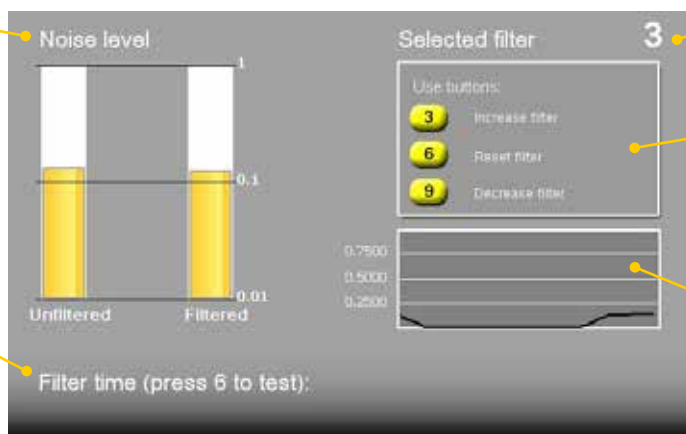 Noise level
1
0.1
0.01
Unfiltered
Filtered
Selected filter
3
Use buttons:
3 Increase filter
6 Reset filter
9 Decrease filter
0.7500
0.5000
0.2500
Filter time (press 6 to test):